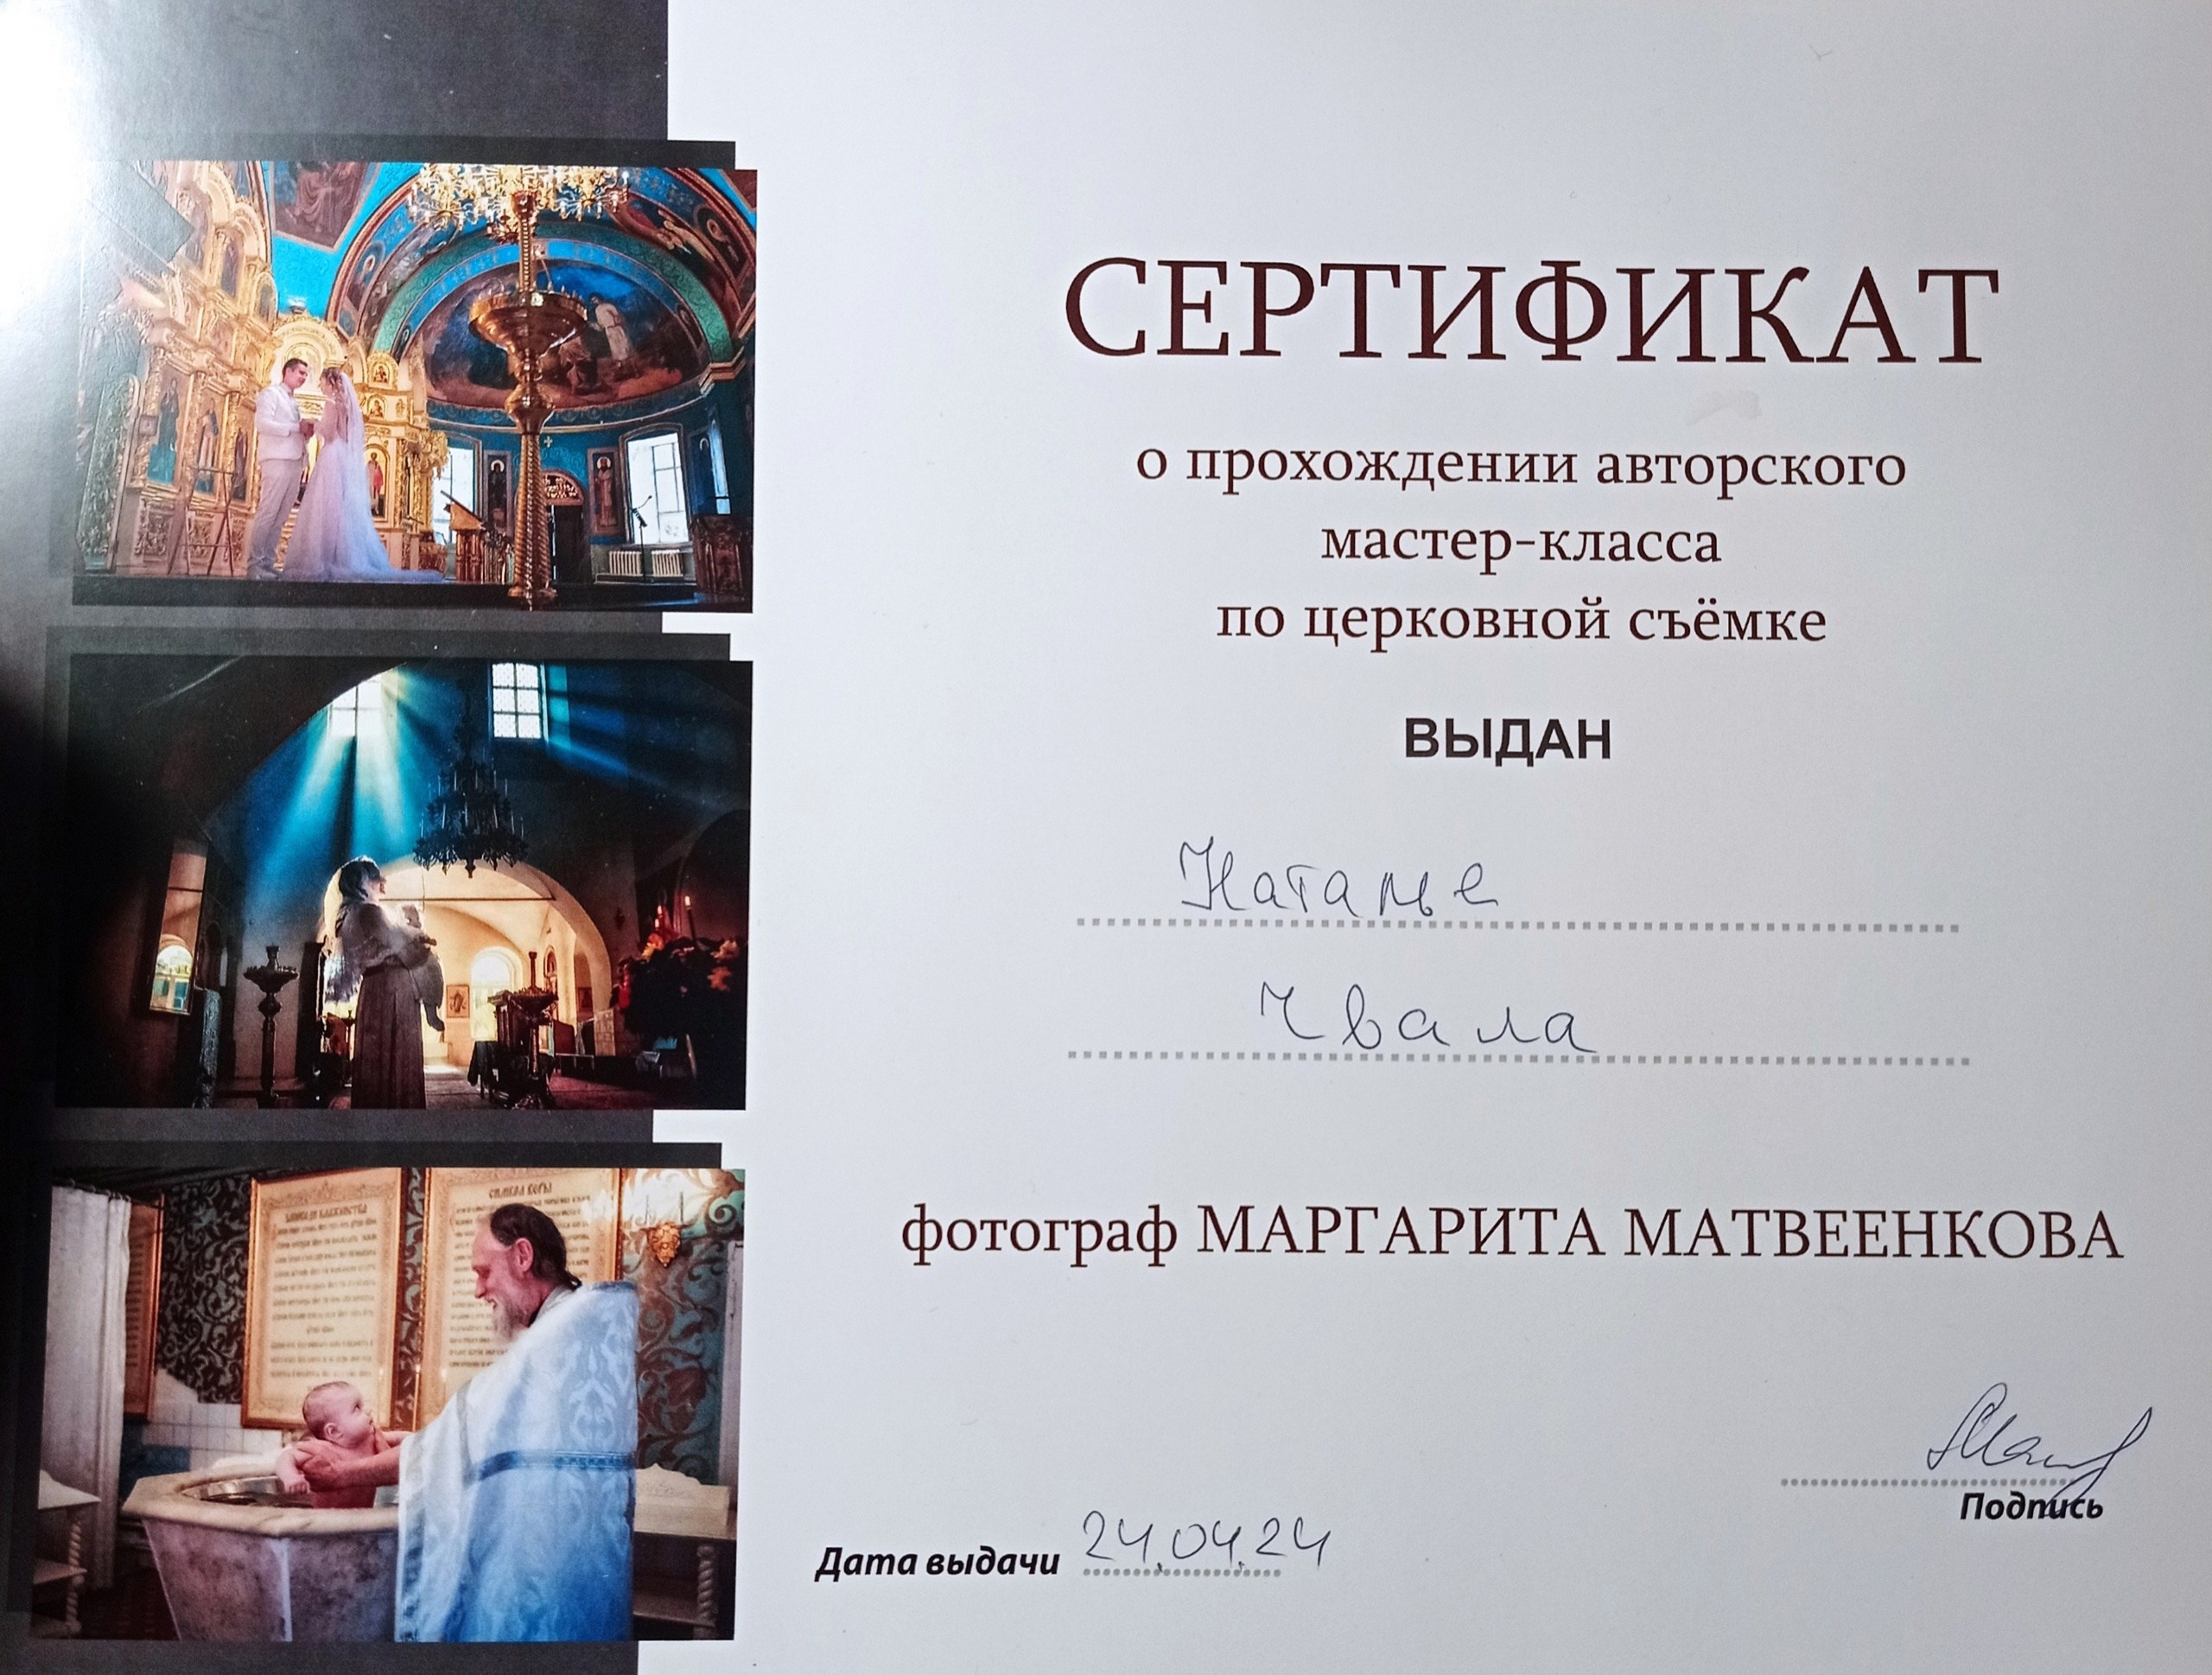 СЕРТИФИКАТ
о прохождении авторского
мастер-класса
по церковной съёмке
ВЫДАН
Наталье
Чвала
фотограф МАРГАРИТА МАТВЕЕНКОВА
Подпись
Дата выдачи 24.04.24